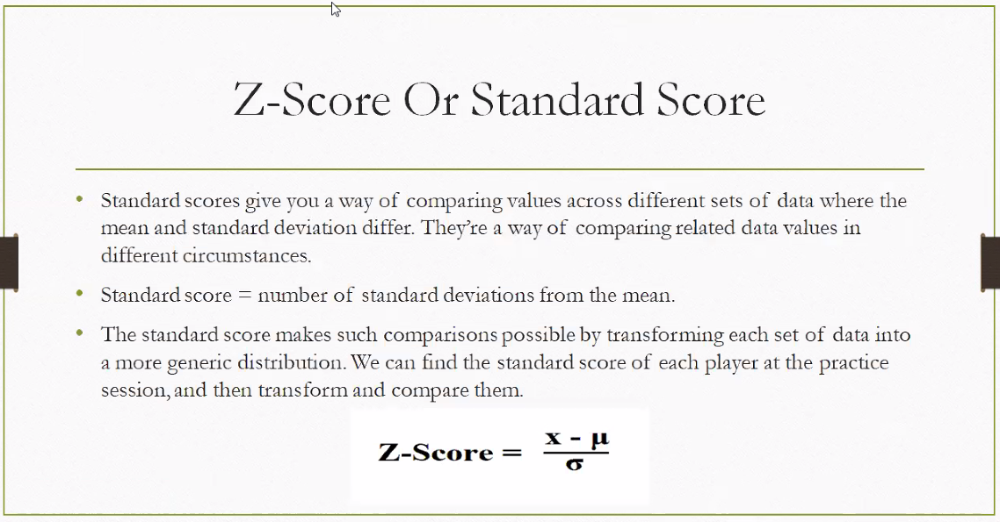 Z-Score Or Standard Score
• Standard scores give you a way of comparing values across different sets of data where the
mean and standard deviation differ. They're a way of comparing related data values in
different circumstances.
• Standard score = number of standard deviations from the mean.
• The standard score makes such comparisons possible by transforming each set of data into
a more generic distribution. We can find the standard score of each player at the practice
session, and then transform and compare them.
Z-Score = x - μ
σ